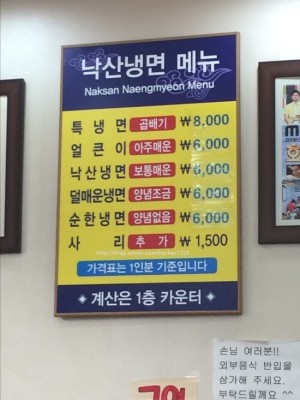 낙산냉면 메뉴
Naksan Naengmyeon Menu
특냉면 곱배기 ₩8,000
얼큰이 아주매운 ₩6,000
낙산냉면 보통매운 ₩6,000
덜매운냉면 양념조금 ₩6,000
순한냉면 양념없음 ₩6,000
사리 추가 ₩1,500
가격표는 1인분 기준입니다
계산은 1층 카운터
손님 여러분!!
외부음식 반입을
삼가해 주세요.
부탁드릴께요 ^^